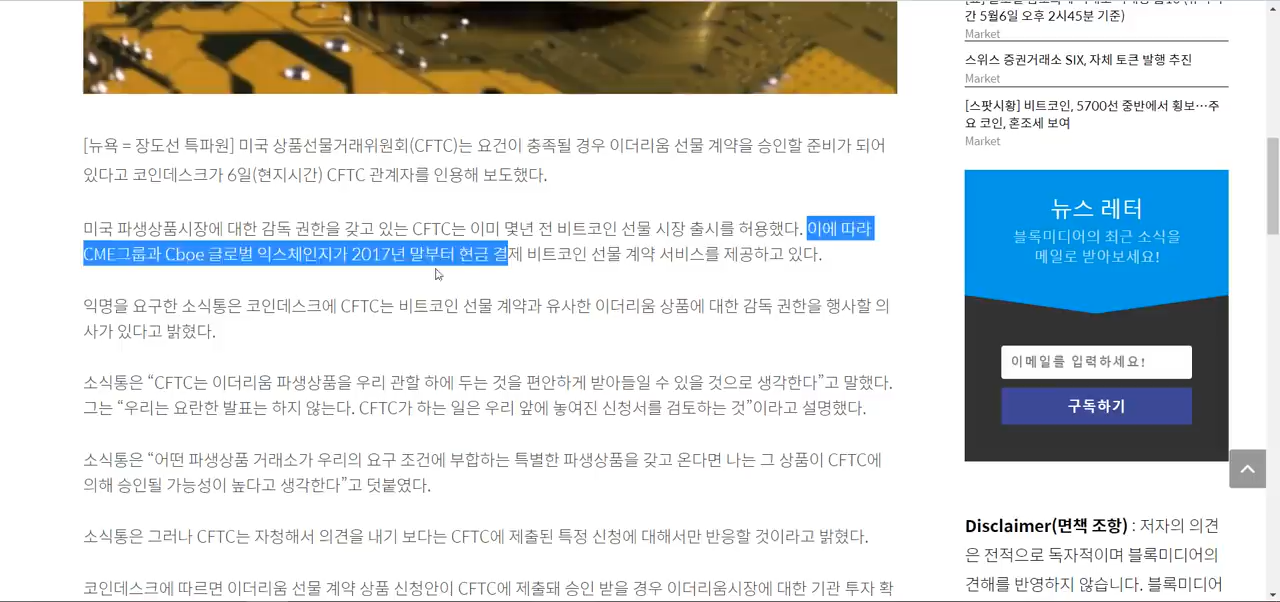 [뉴욕 = 장도선 특파원] 미국 상품선물거래위원회(CFTC)는 요건이 충족될 경우 이더리움 선물 계약을 승인할 준비가 되어
있다고 코인데스크가 6일(현지시간) CFTC 관계자를 인용해 보도했다.
미국 파생상품시장에 대한 감독 권한을 갖고 있는 CFTC는 이미 몇년 전 비트코인 선물 시장 출시를 허용했다. 이에 따라
CME그룹과 Cboe 글로벌 익스체인지가 2017년 말부터 현금 결제 비트코인 선물 계약 서비스를 제공하고 있다.
익명을 요구한 소식통은 코인데스크에 CFTC는 비트코인 선물 계약과 유사한 이더리움 상품에 대한 감독 권한을 행사할 의
사가 있다고 밝혔다.
소식통은 “CFTC는 이더리움 파생상품을 우리 관할 하에 두는 것을 편안하게 받아들일 수 있을 것으로 생각한다”고 말했다.
그는 “우리는 요란한 발표는 하지 않는다. CFTC가 하는 일은 우리 앞에 놓여진 신청서를 검토하는 것”이라고 설명했다.
소식통은 “어떤 파생상품 거래소가 우리의 요구 조건에 부합하는 특별한 파생상품을 갖고 온다면 나는 그 상품이 CFTC에
의해 승인될 가능성이 높다고 생각한다”고 덧붙였다.
소식통은 그러나 CFTC는 자청해서 의견을 내기 보다는 CFTC에 제출된 특정 신청에 대해서만 반응할 것이라고 밝혔다.
코인데스크에 따르면 이더리움 선물 계약 상품 신청안이 CFTC에 제출돼 승인 받을 경우 이더리움시장에 대한 기관 투자 확
간 5월6일 오후 2시45분 기준)
Market
스위스 증권거래소 SIX, 자체 토큰 발행 추진
Market
[스팟시황] 비트코인, 5700선 중반에서 횡보…주
요 코인, 혼조세 보여
Market
뉴스 레터
블록미디어의 최근 소식을
메일로 받아보세요!
이메일를 입력하세요!
구독하기
Disclaimer(면책 조항) : 저자의 의견
은 전적으로 독자적이며 블록미디어의
견해를 반영하지 않습니다. 블록미디어